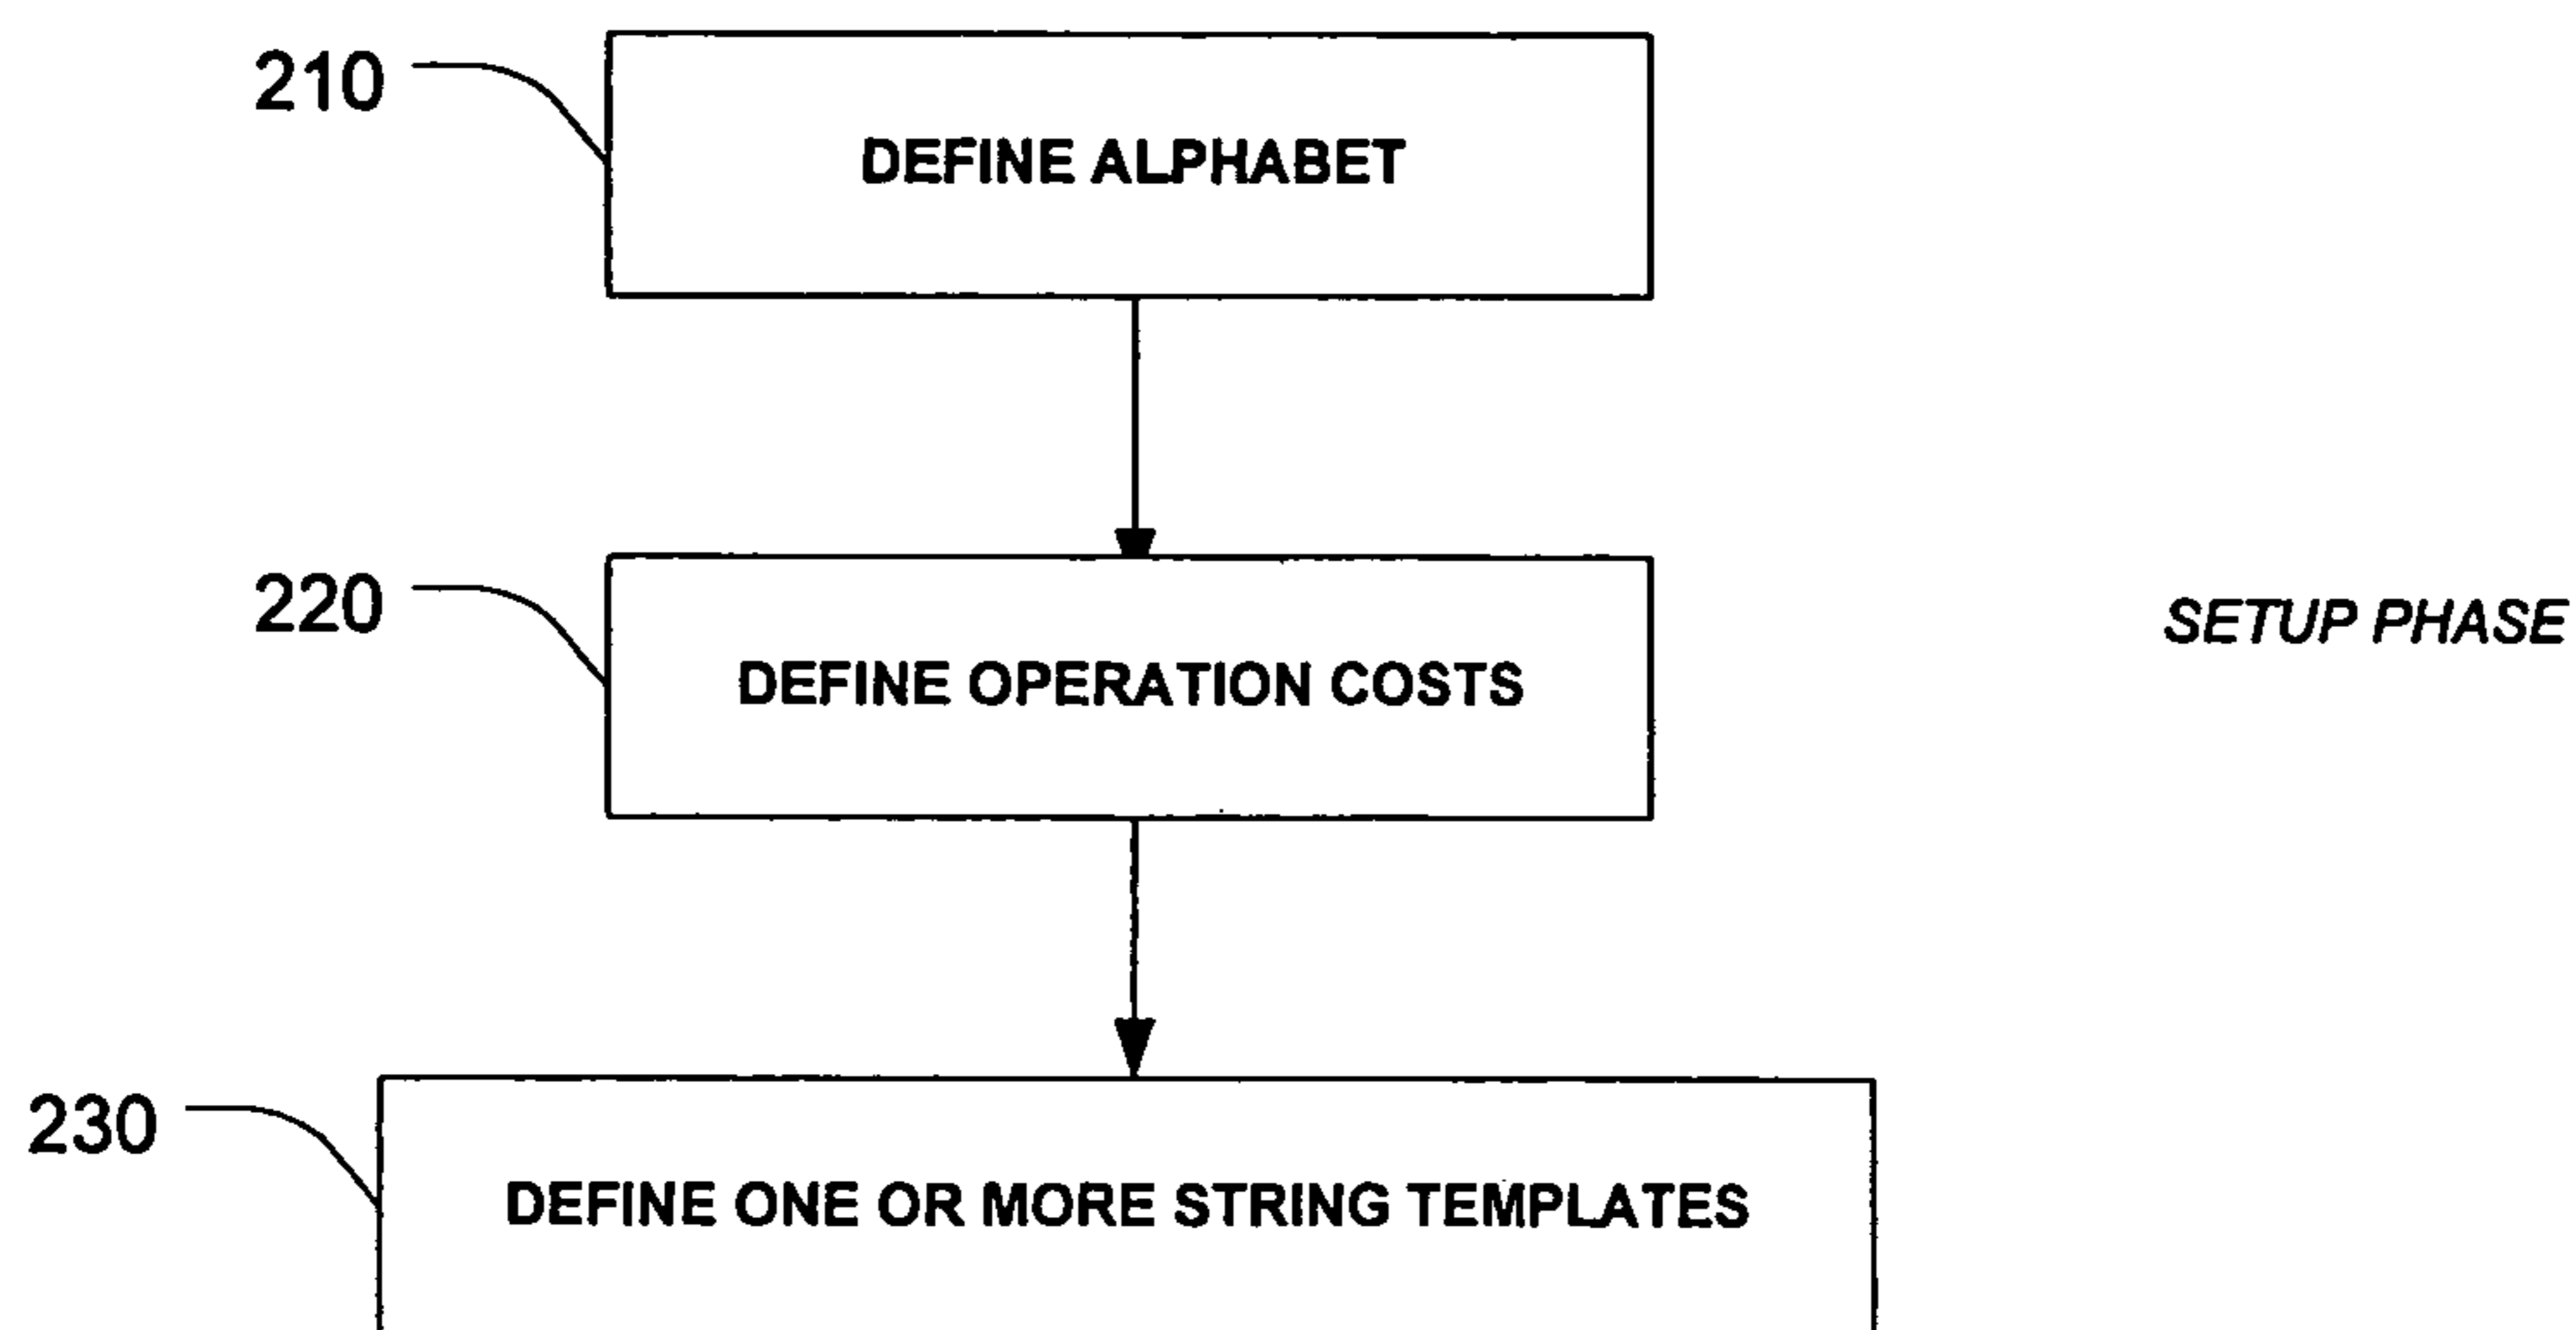 210
DEFINE ALPHABET
220
SETUP PHASE
DEFINE OPERATION COSTS
230
DEFINE ONE OR MORE STRING TEMPLATES